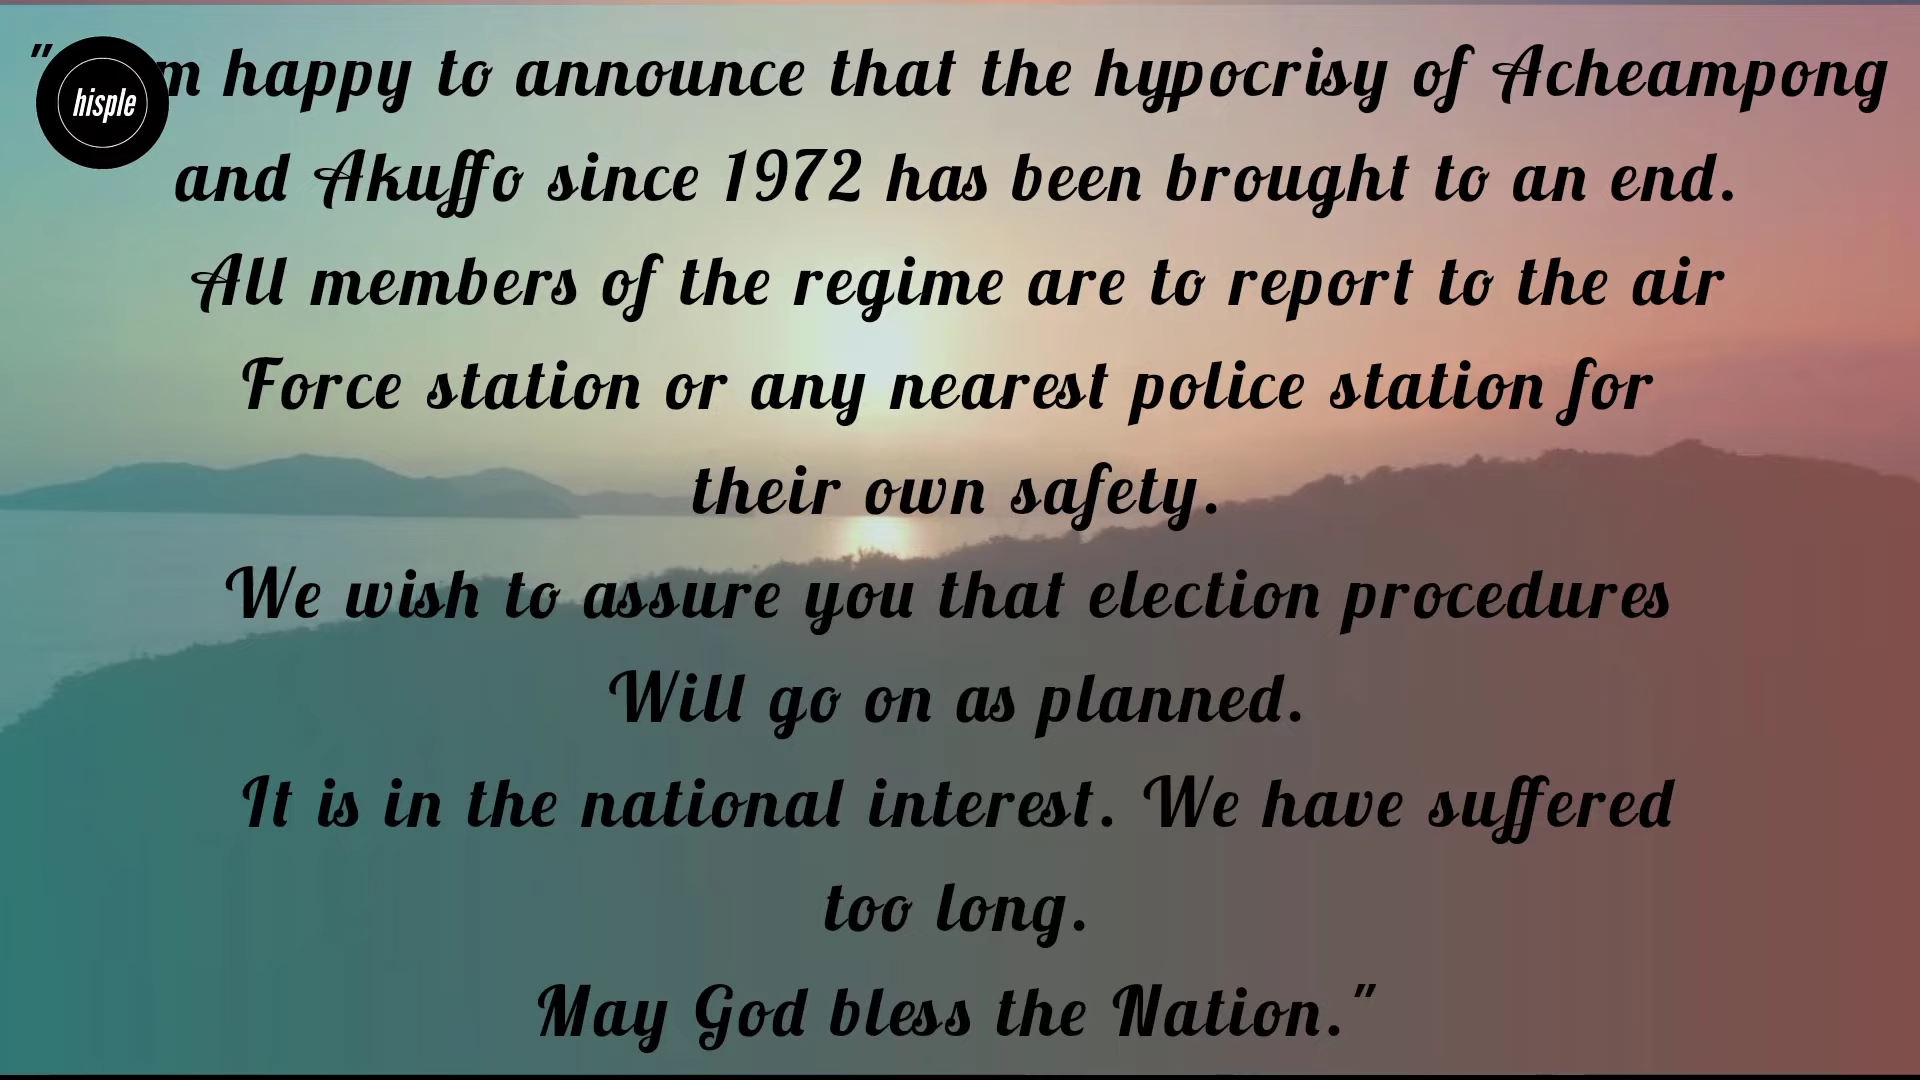 "
hisple
m happy to announce that the hypocrisy of Acheampong
and Akuffo since 1972 has been brought to an end.
All members of the regime are to report to the air
Force station or any nearest police station for
their own safety.
We wish to assure you that election procedures
Will go on as planned.
It is in the national interest. We have suffered
too long.
May God bless the Nation."